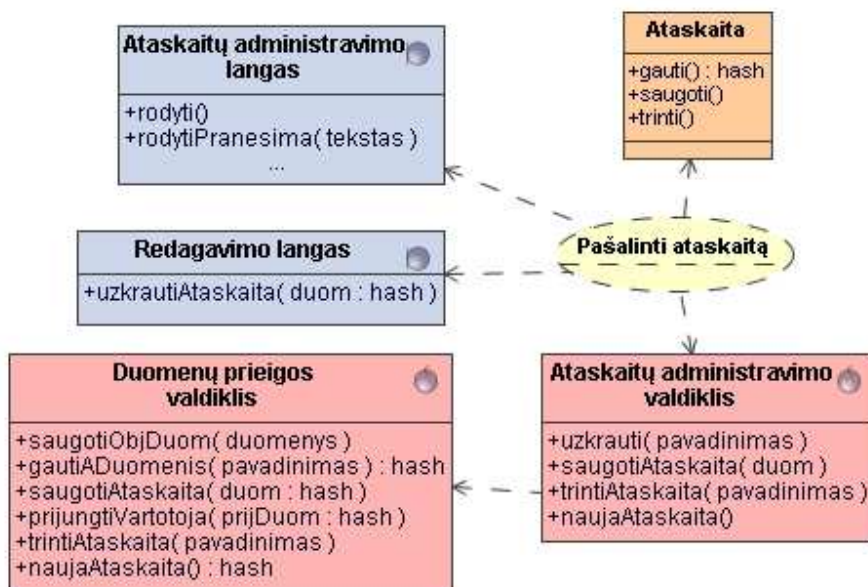 Ataskaitų administravimo
langas
+rodyti()
+rodytiPranesima( tekstas )
...
Ataskaita
+gauti() : hash
+saugoti()
+trinti()
Redagavimo langas
+uzkrautiAtaskaita( duom : hash )
Pašalinti ataskaitą
Duomenų prieigos
valdiklis
+saugotiObjDuom( duomenys )
+gautiADuomenis( pavadinimas ) : hash
+saugotiAtaskaita( duom : hash )
+prijungtiVartotoja( prijDuom : hash )
+trintiAtaskaita( pavadinimas )
+naujaAtaskaita() : hash
Ataskaitų administravimo
valdiklis
+uzkrauti( pavadinimas )
+saugotiAtaskaita( duom )
+trintiAtaskaita( pavadinimas )
+naujaAtaskaita()